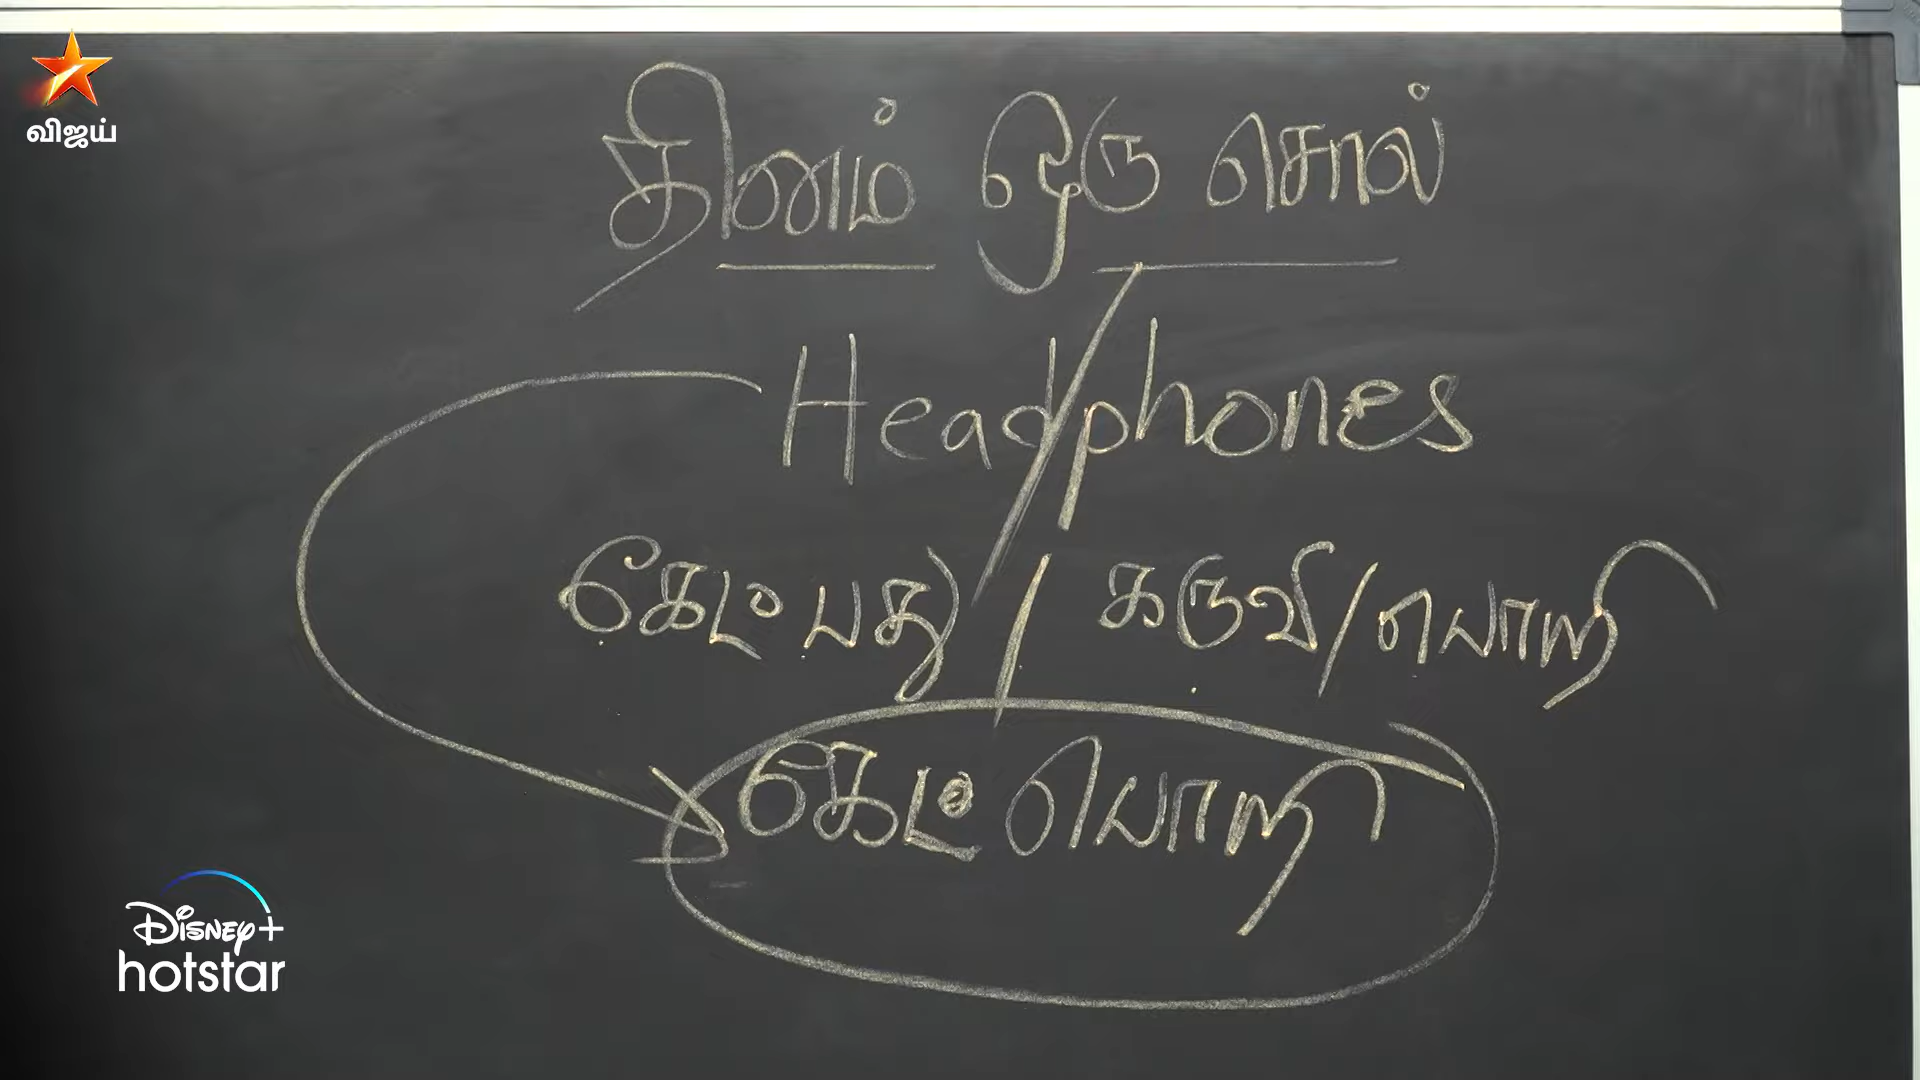 விஜய்
தினம் ஒரு சொல்
Headphones
கேட்பது / கருவி/பொறி
கேட்பொறி
Disney+
hotstar